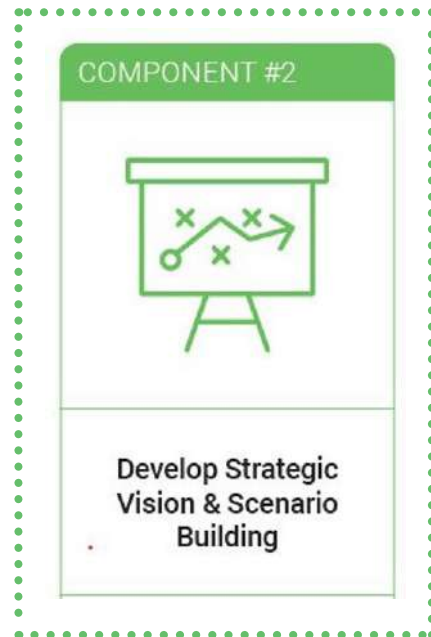 COMPONENT #2
Develop Strategic
Vision & Scenario
Building